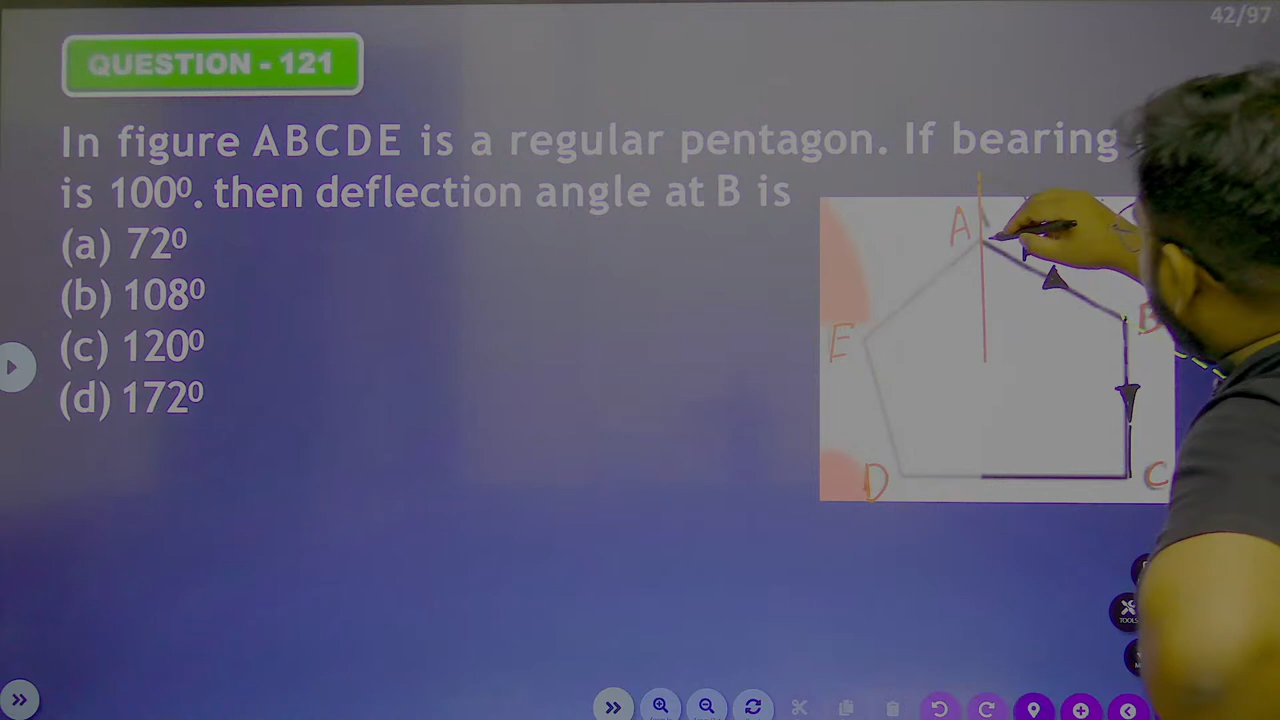 42/97
QUESTION - 121
In figure ABCDE is a regular pentagon. If bearing
is 100⁰. then deflection angle at B is
(a) 72⁰
(b) 108⁰
(c) 120⁰
(d) 172⁰
A
B
E
D
C
TOOLS